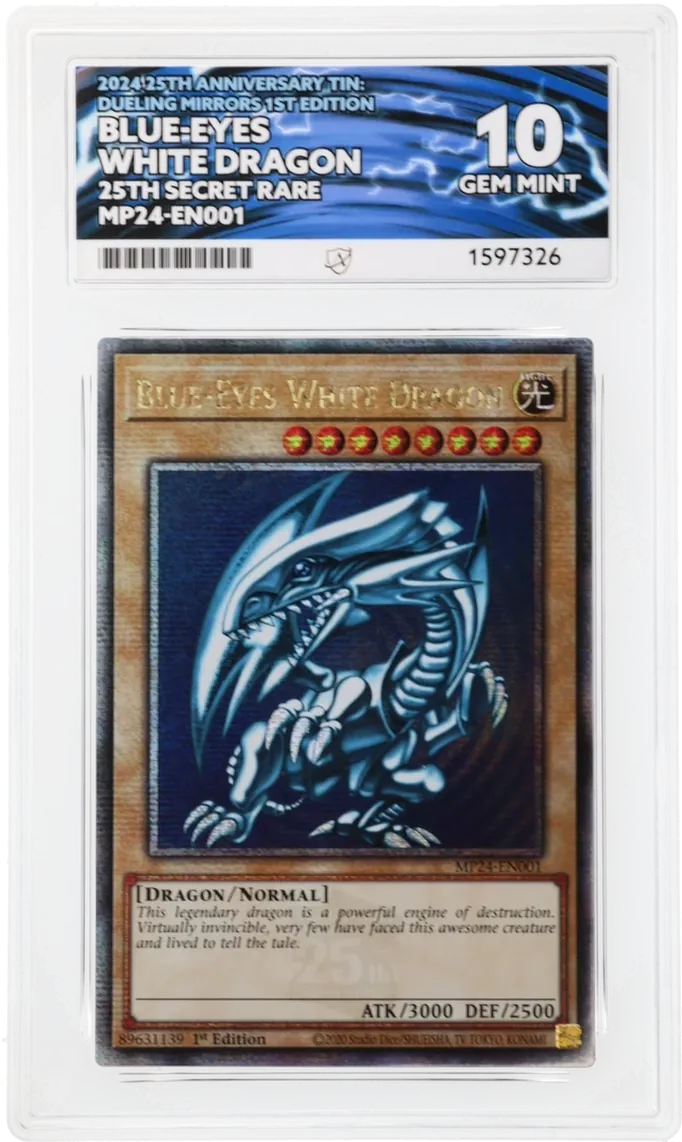 2024 25TH ANNIVERSARY TIN:
DUELING MIRRORS 1ST EDITION
BLUE-EYES
WHITE DRAGON
25TH SECRET RARE
MP24-EN001
10
GEM MINT
1597326
BLUE-EYES WHITE DRAGON
LIGHT
光
MP24-EN001
[DRAGON/NORMAL]
This legendary dragon is a powerful engine of destruction.
Virtually invincible, very few have faced this awesome creature
and lived to tell the tale.
25th
ATK/3000 DEF/2500
89631139 1st Edition ©2020 Studio Dice/SHUEISHA, TV TOKYO, KONAMI